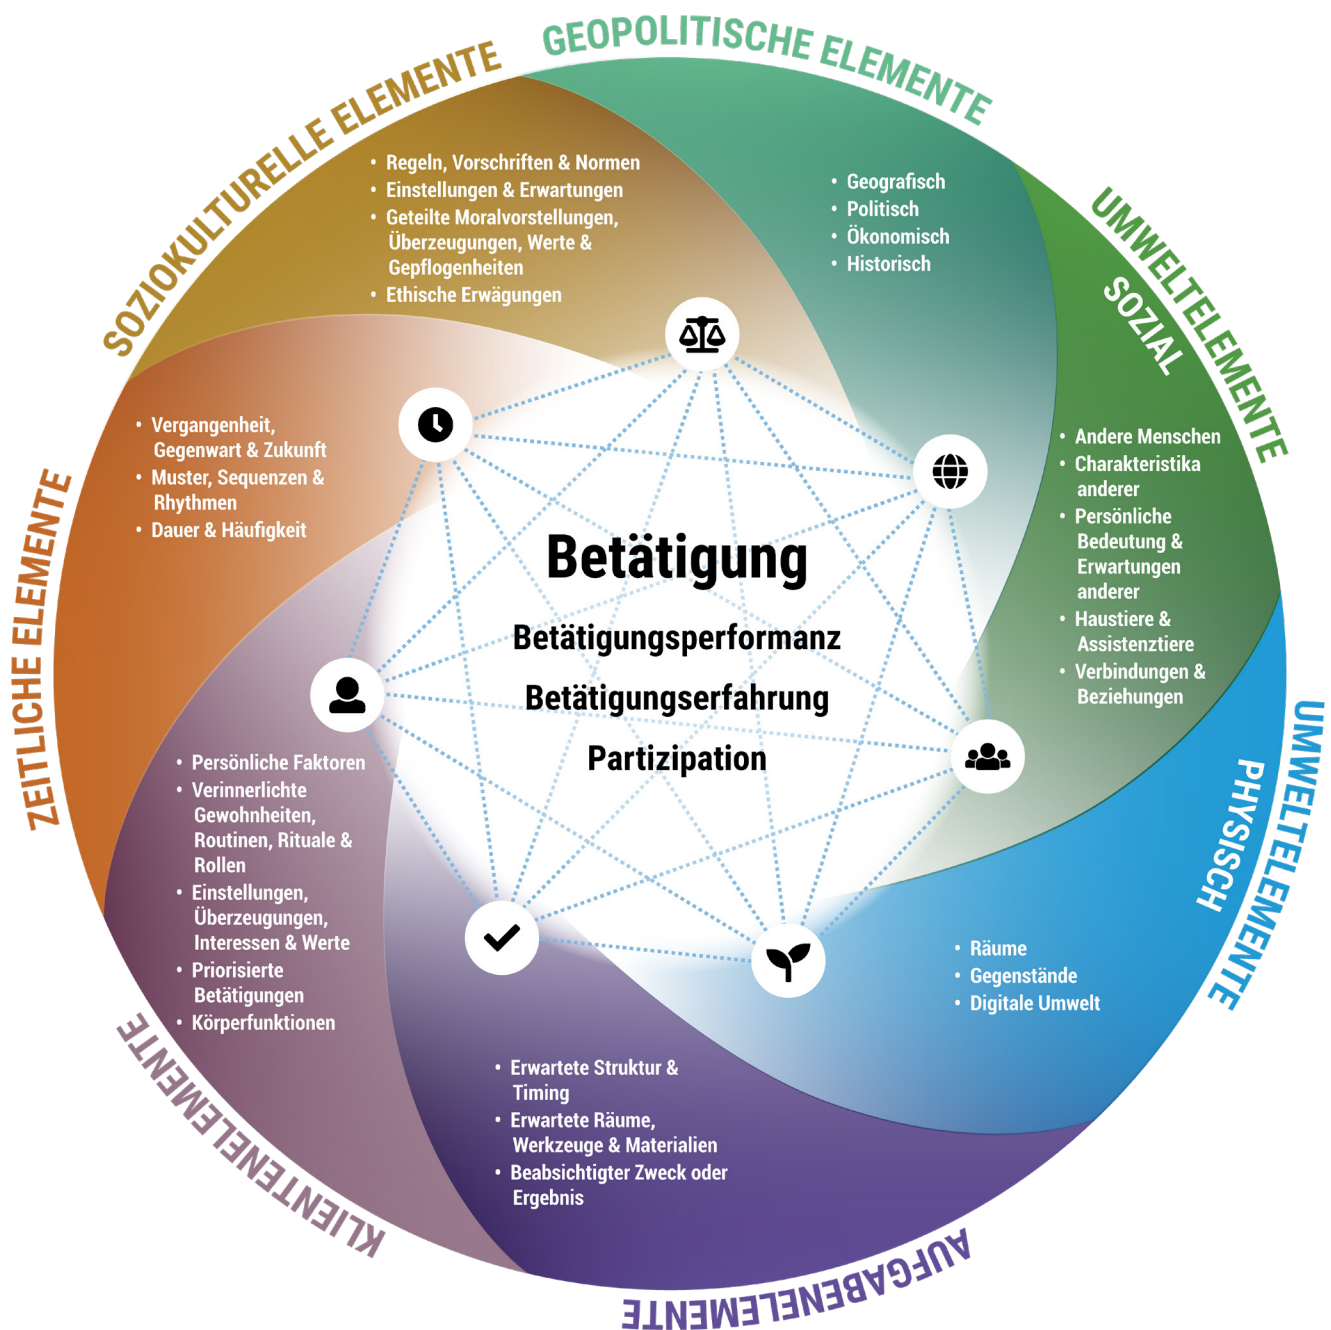 GEOPOLITISCHE ELEMENTE
• Geografisch
• Politisch
• Ökonomisch
• Historisch
UMWELTELEMENTE
SOZIAL
• Andere Menschen
• Charakteristika
anderer
• Persönliche
Bedeutung &
Erwartungen
anderer
• Haustiere &
Assistenztiere
• Verbindungen &
Beziehungen
UMWELTELEMENTE
PHYSISCH
• Räume
• Gegenstände
• Digitale Umwelt
AUFGABENELEMENTE
• Erwartete Struktur &
Timing
• Erwartete Räume,
Werkzeuge & Materialien
• Beabsichtigter Zweck oder
Ergebnis
KLIENTENELEMENTE
• Persönliche Faktoren
• Verinnerlichte
Gewohnheiten,
Routinen, Rituale &
Rollen
• Einstellungen,
Überzeugungen,
Interessen & Werte
• Priorisierte
Betätigungen
• Körperfunktionen
ZEITLICHE ELEMENTE
• Vergangenheit,
Gegenwart & Zukunft
• Muster, Sequenzen &
Rhythmen
• Dauer & Häufigkeit
SOZIOKULTURELLE ELEMENTE
• Regeln, Vorschriften & Normen
• Einstellungen & Erwartungen
• Geteilte Moralvorstellungen,
Überzeugungen, Werte &
Gepflogenheiten
• Ethische Erwägungen
Betätigung
Betätigungsperformanz
Betätigungserfahrung
Partizipation